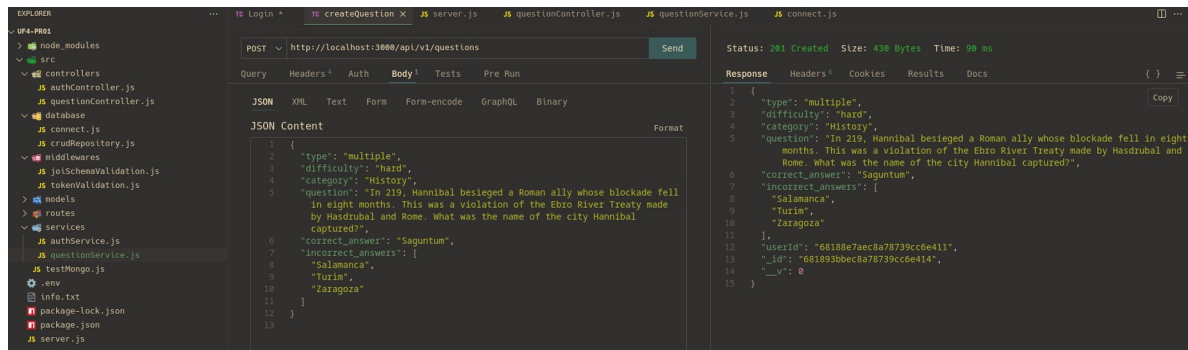 EXPLORER
UF4-PR01
node_modules
src
controllers
JS authController.js
JS questionController.js
database
JS connect.js
JS crudRepository.js
middlewares
JS joiSchemaValidation.js
JS tokenValidation.js
models
routes
services
JS authService.js
JS questionService.js
JS testMongo.js
.env
info.txt
package-lock.json
package.json
JS server.js
TC Login *
TC createQuestion
JS server.js
JS questionController.js
JS questionService.js
JS connect.js
POST
http://localhost:3000/api/v1/questions
Send
Query Headers 4 Auth Body 1 Tests Pre Run
JSON XML Text Form Form-encode GraphQL Binary
JSON Content Format
1 {
2 "type": "multiple",
3 "difficulty": "hard",
4 "category": "History",
5 "question": "In 219, Hannibal besieged a Roman ally whose blockade fell
in eight months. This was a violation of the Ebro River Treaty made
by Hasdrubal and Rome. What was the name of the city Hannibal
captured?",
6 "correct_answer": "Saguntum",
7 "incorrect_answers": [
8 "Salamanca",
9 "Turim",
10 "Zaragoza"
11 ]
12 }
13
Status: 201 Created Size: 430 Bytes Time: 90 ms
Response Headers 6 Cookies Results Docs { }
Copy
1 {
2 "type": "multiple",
3 "difficulty": "hard",
4 "category": "History",
5 "question": "In 219, Hannibal besieged a Roman ally whose blockade fell in eight
months. This was a violation of the Ebro River Treaty made by Hasdrubal and
Rome. What was the name of the city Hannibal captured?",
6 "correct_answer": "Saguntum",
7 "incorrect_answers": [
8 "Salamanca",
9 "Turim",
10 "Zaragoza"
11 ],
12 "userId": "68188e7aec8a78739cc6e411",
13 "_id": "681893bbec8a78739cc6e414",
14 "__v": 0
15 }